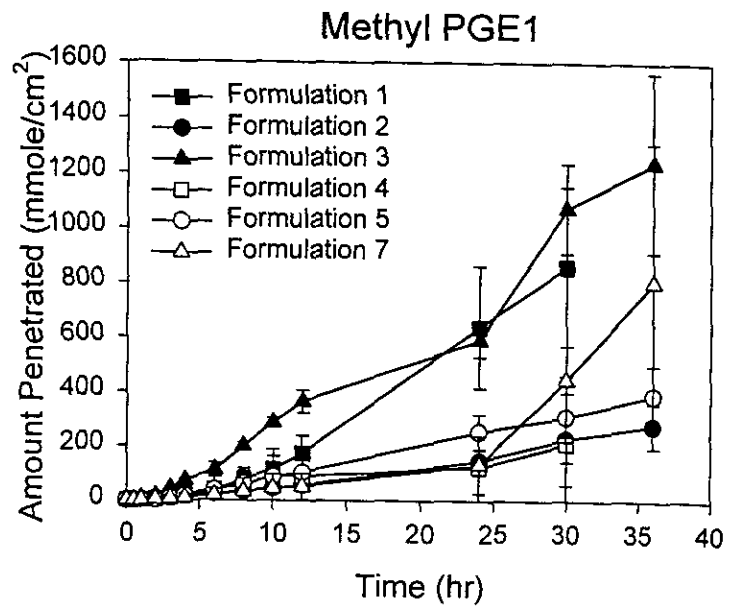 Methyl PGE1
Amount Penetrated (mmole/cm²)
1600
1400
1200
1000
800
600
400
200
0
Formulation 1
Formulation 2
Formulation 3
Formulation 4
Formulation 5
Formulation 7
0 5 10 15 20 25 30 35 40
Time (hr)